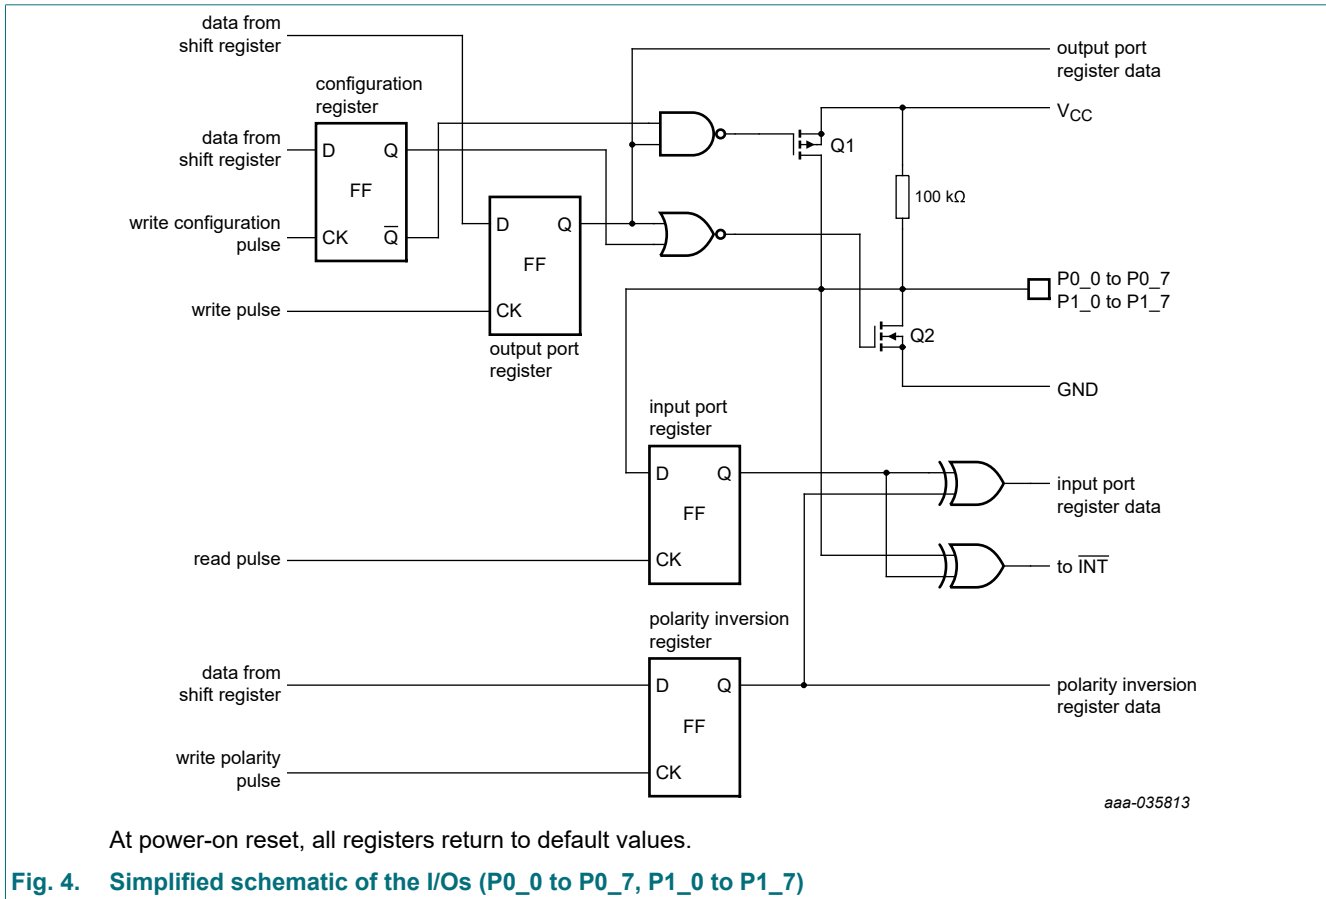 data from
shift register
output port
register data
configuration
register
VCC
data from
shift register
D
Q
Q1
FF
100 kΩ
write configuration
pulse
CK
Q̅
D
Q
FF
P0_0 to P0_7
P1_0 to P1_7
write pulse
CK
Q2
output port
register
GND
input port
register
D
Q
input port
register data
FF
read pulse
CK
to I̅N̅T̅
polarity inversion
register
data from
shift register
D
Q
polarity inversion
register data
FF
write polarity
pulse
CK
aaa-035813
At power-on reset, all registers return to default values.
Fig. 4. Simplified schematic of the I/Os (P0_0 to P0_7, P1_0 to P1_7)